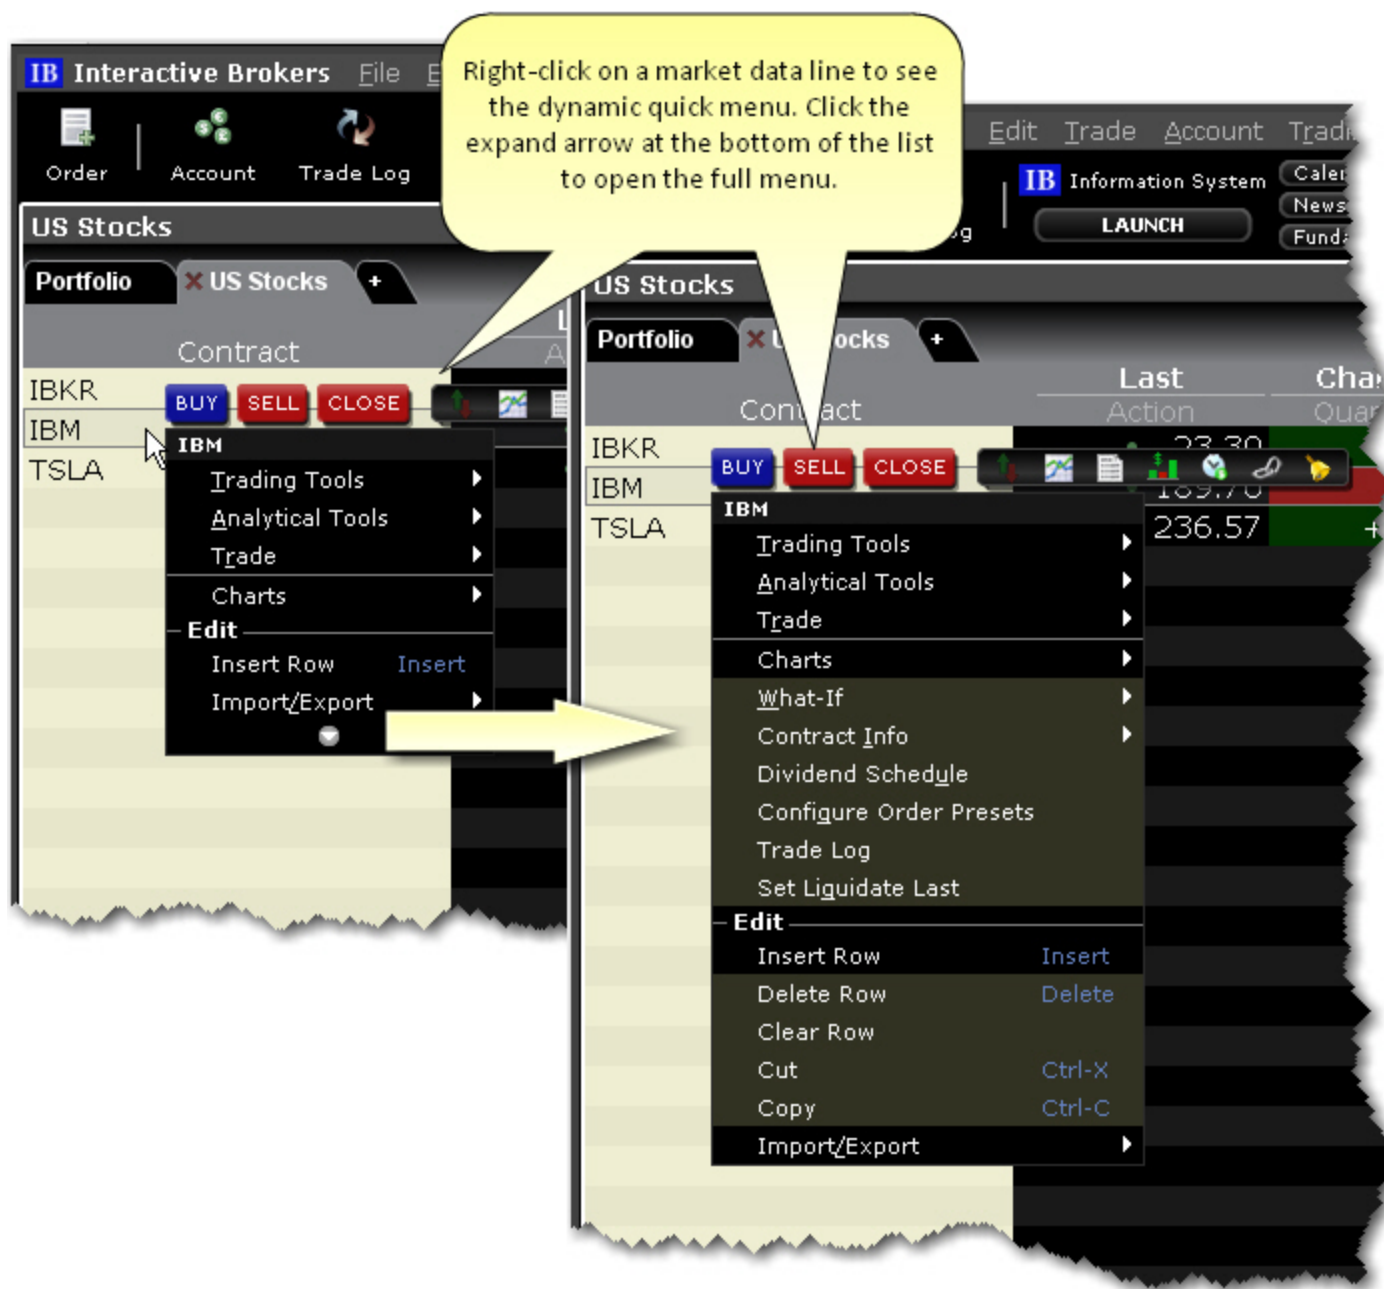 Right-click on a market data line to see
the dynamic quick menu. Click the
expand arrow at the bottom of the list
to open the full menu.
IB Interactive Brokers File E
Order Account Trade Log
US Stocks
Portfolio US Stocks +
Contract
IBKR
BUY SELL CLOSE
IBM
TSLA
IBM
Trading Tools
Analytical Tools
Trade
Charts
Edit
Insert Row Insert
Import/Export
Edit Trade Account
IB Information System
LAUNCH
US Stocks
Portfolio
+
Last
Contract Action
IBKR 23.30
BUY SELL CLOSE
IBM
TSLA 236.57 +
IBM
Trading Tools
Analytical Tools
Trade
Charts
What-If
Contract Info
Dividend Schedule
Configure Order Presets
Trade Log
Set Liquidate Last
Edit
Insert Row Insert
Delete Row Delete
Clear Row
Cut Ctrl-X
Copy Ctrl-C
Import/Export